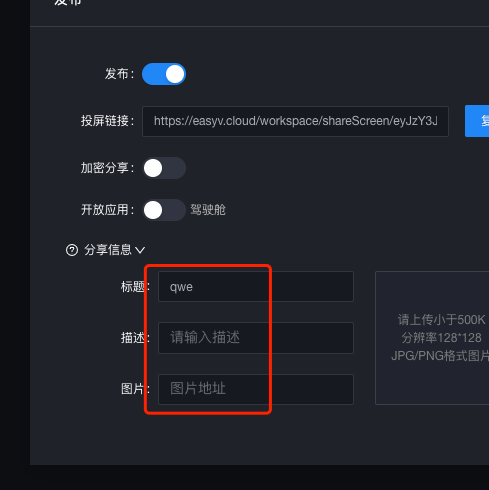 发布
发布：
投屏链接： https://easyv.cloud/workspace/shareScreen/eyJzY3J
加密分享：
开放应用： 驾驶舱
分享信息
标题： qwe
描述： 请输入描述
图片： 图片地址
请上传小于500K
分辨率128*128
JPG/PNG格式图片